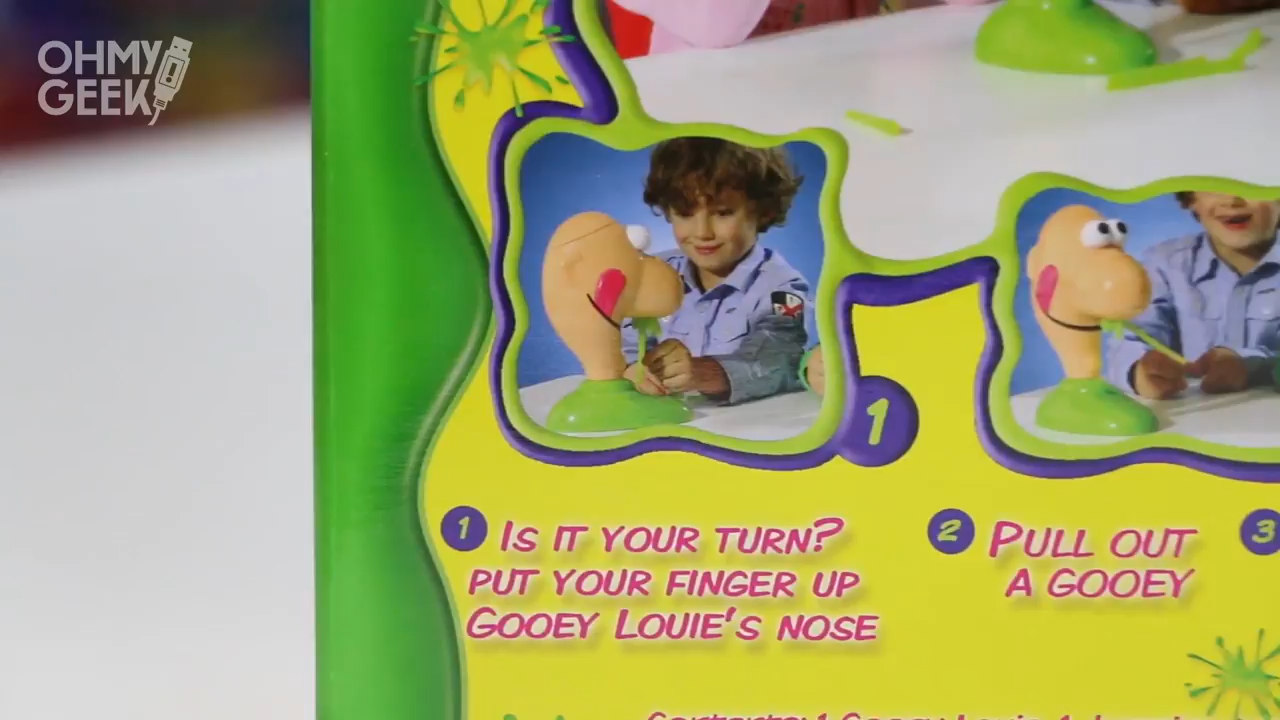 OHMY
GEEK
1
1 IS IT YOUR TURN?
PUT YOUR FINGER UP
GOOEY LOUIE'S NOSE
2 PULL OUT
A GOOEY
3